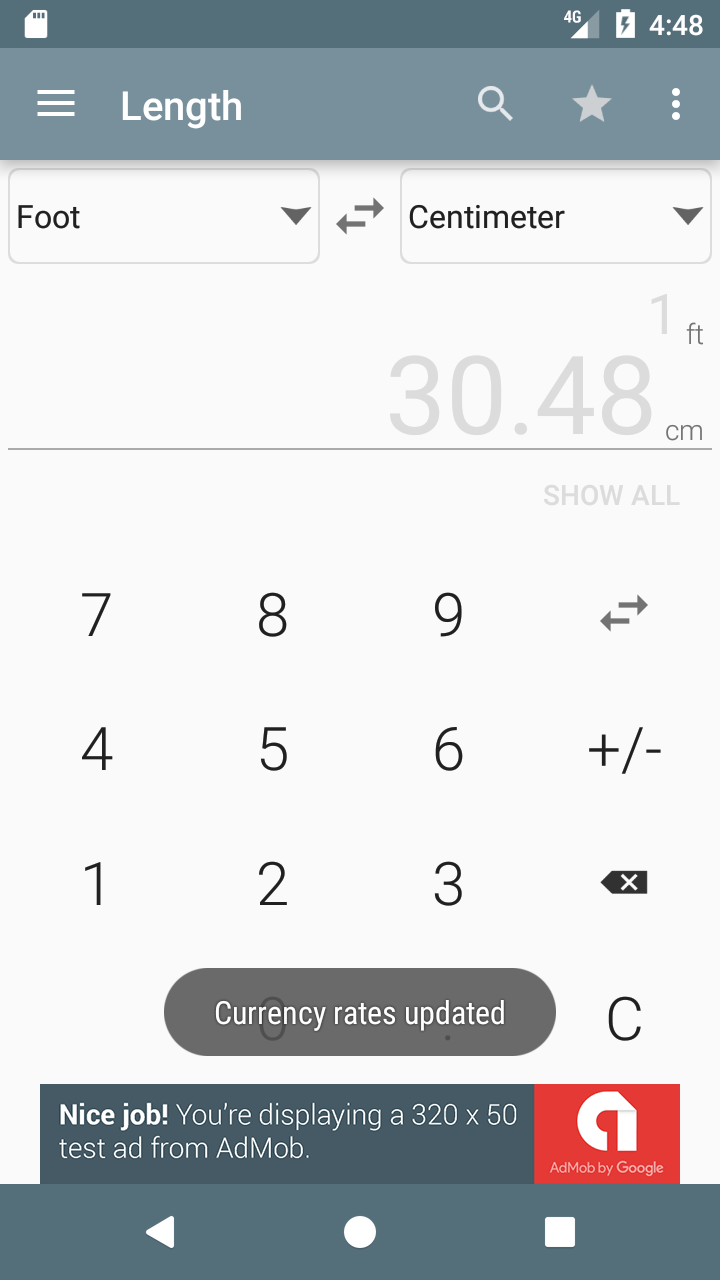 4G 4:48
Length
Foot
Centimeter
1 ft
30.48 cm
SHOW ALL
7 8 9
4 5 6 +/-
1 2 3
0 . C
Currency rates updated
Nice job! You're displaying a 320 x 50
test ad from AdMob.
AdMob by Google